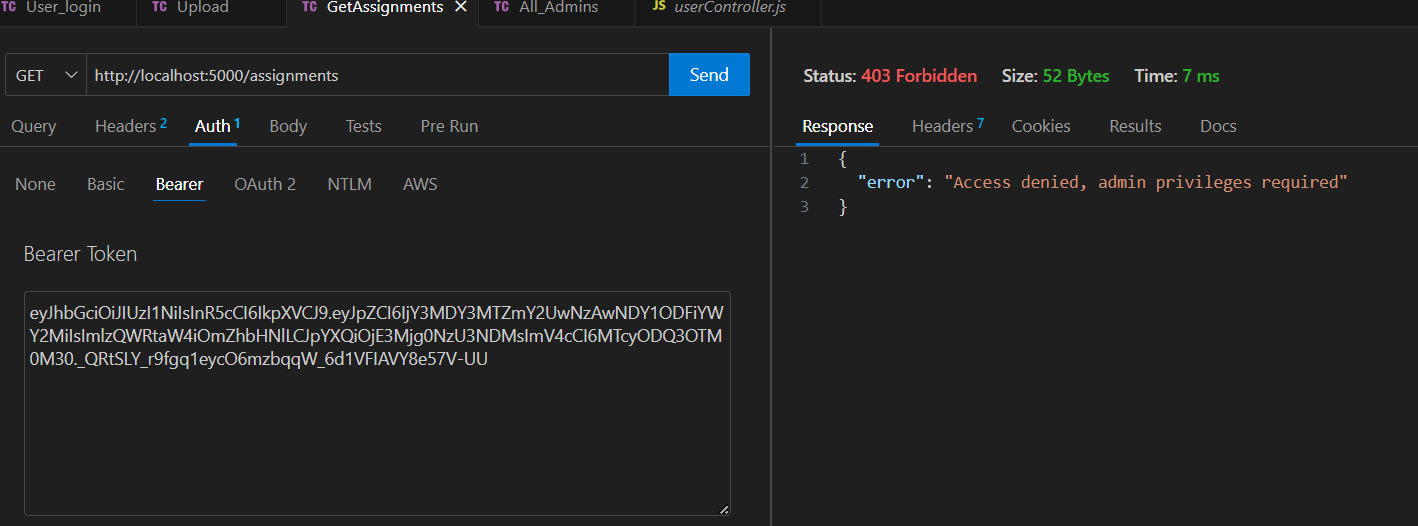 TC User_login
TC Upload
TC GetAssignments
TC All_Admins
JS userController.js
GET
http://localhost:5000/assignments
Send
Query
Headers 2
Auth 1
Body
Tests
Pre Run
None
Basic
Bearer
OAuth 2
NTLM
AWS
Bearer Token
eyJhbGciOiJIUzI1NiIsInR5cCI6IkpXVCJ9.eyJpZCI6IjY3MDY3MTZmY2UwNzAwNDY1ODFiYW
Y2MiIsImlzQWRtaW4iOmZhbHNlLCJpYXQiOjE3Mjg0NzU3NDMsImV4cCI6MTcyODQ3OTM
0M30._QRtSLY_r9fgq1eycO6mzbqqW_6d1VFIAVY8e57V-UU
Status: 403 Forbidden
Size: 52 Bytes
Time: 7 ms
Response
Headers 7
Cookies
Results
Docs
1 {
2 "error": "Access denied, admin privileges required"
3 }